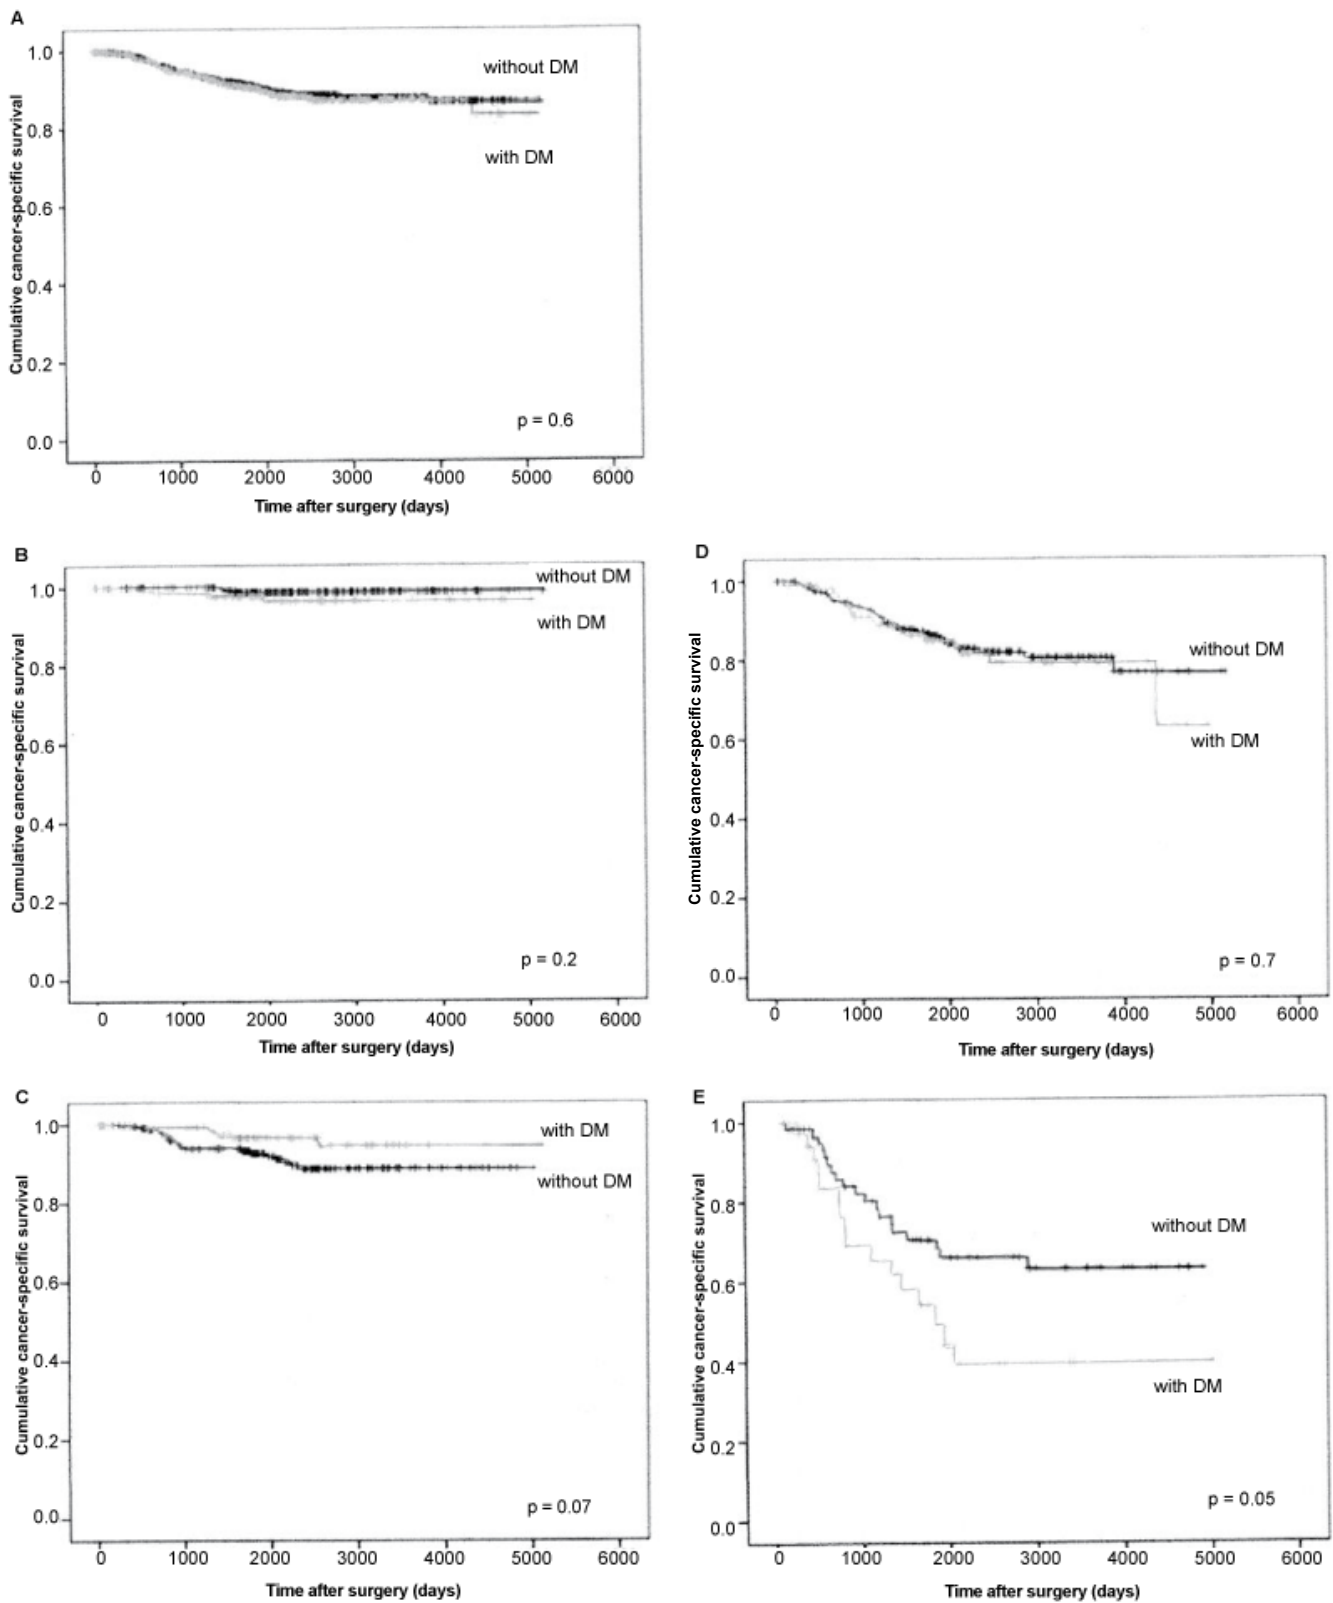 A
Cumulative cancer-specific survival
1.0
0.8
0.6
0.4
0.2
0.0
without DM
with DM
p = 0.6
0 1000 2000 3000 4000 5000 6000
Time after surgery (days)
B
Cumulative cancer-specific survival
1.0
0.8
0.6
0.4
0.2
0.0
without DM
with DM
p = 0.2
0 1000 2000 3000 4000 5000 6000
Time after surgery (days)
D
Cumulative cancer-specific survival
1.0
0.8
0.6
0.4
0.2
0.0
without DM
with DM
p = 0.7
0 1000 2000 3000 4000 5000 6000
Time after surgery (days)
C
Cumulative cancer-specific survival
1.0
0.8
0.6
0.4
0.2
0.0
with DM
without DM
p = 0.07
0 1000 2000 3000 4000 5000 6000
Time after surgery (days)
E
Cumulative cancer-specific survival
1.0
0.8
0.6
0.4
0.2
0.0
without DM
with DM
p = 0.05
0 1000 2000 3000 4000 5000 6000
Time after surgery (days)